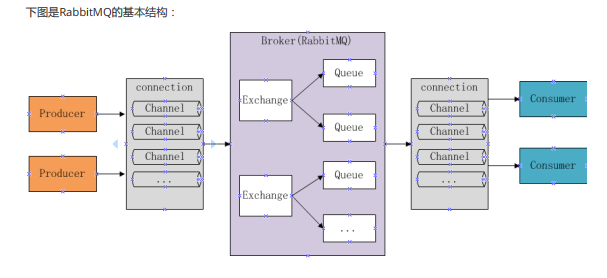 下图是RabbitMQ的基本结构：
Broker(RabbitMQ)
Producer
Producer
connection
Channel
Channel
Channel
...
Exchange
Queue
Queue
Exchange
Queue
...
connection
Channel
Channel
Channel
...
Consumer
Consumer